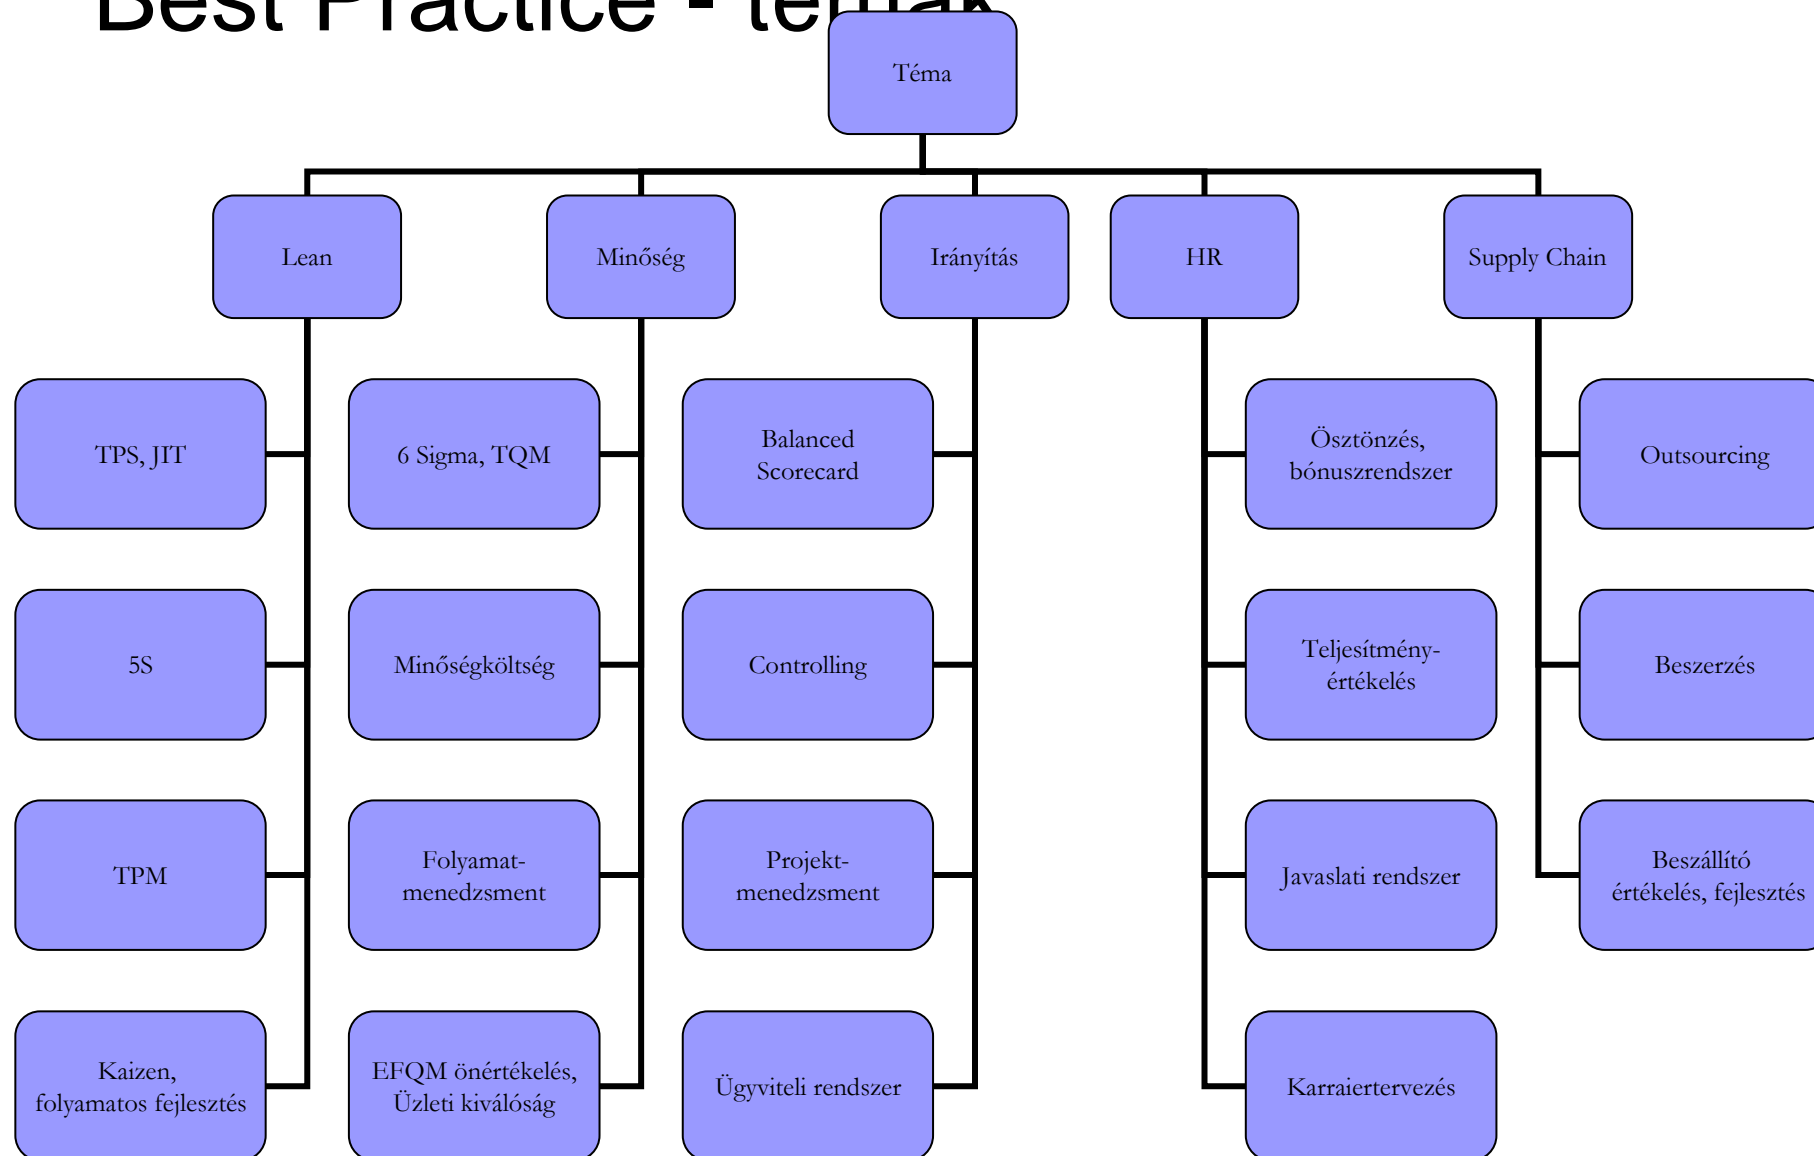 Best Practice - témák
Téma
Lean
Minőség
Irányítás
HR
Supply Chain
TPS, JIT
6 Sigma, TQM
Balanced
Scorecard
Ösztönzés,
bónuszrendszer
Outsourcing
5S
Minőségköltség
Controlling
Teljesítmény-
értékelés
Beszerzés
TPM
Folyamat-
menedzsment
Projekt-
menedzsment
Javaslati rendszer
Beszállító
értékelés, fejlesztés
Kaizen,
folyamatos fejlesztés
EFQM önértékelés,
Üzleti kiválóság
Ügyviteli rendszer
Karraiertervezés